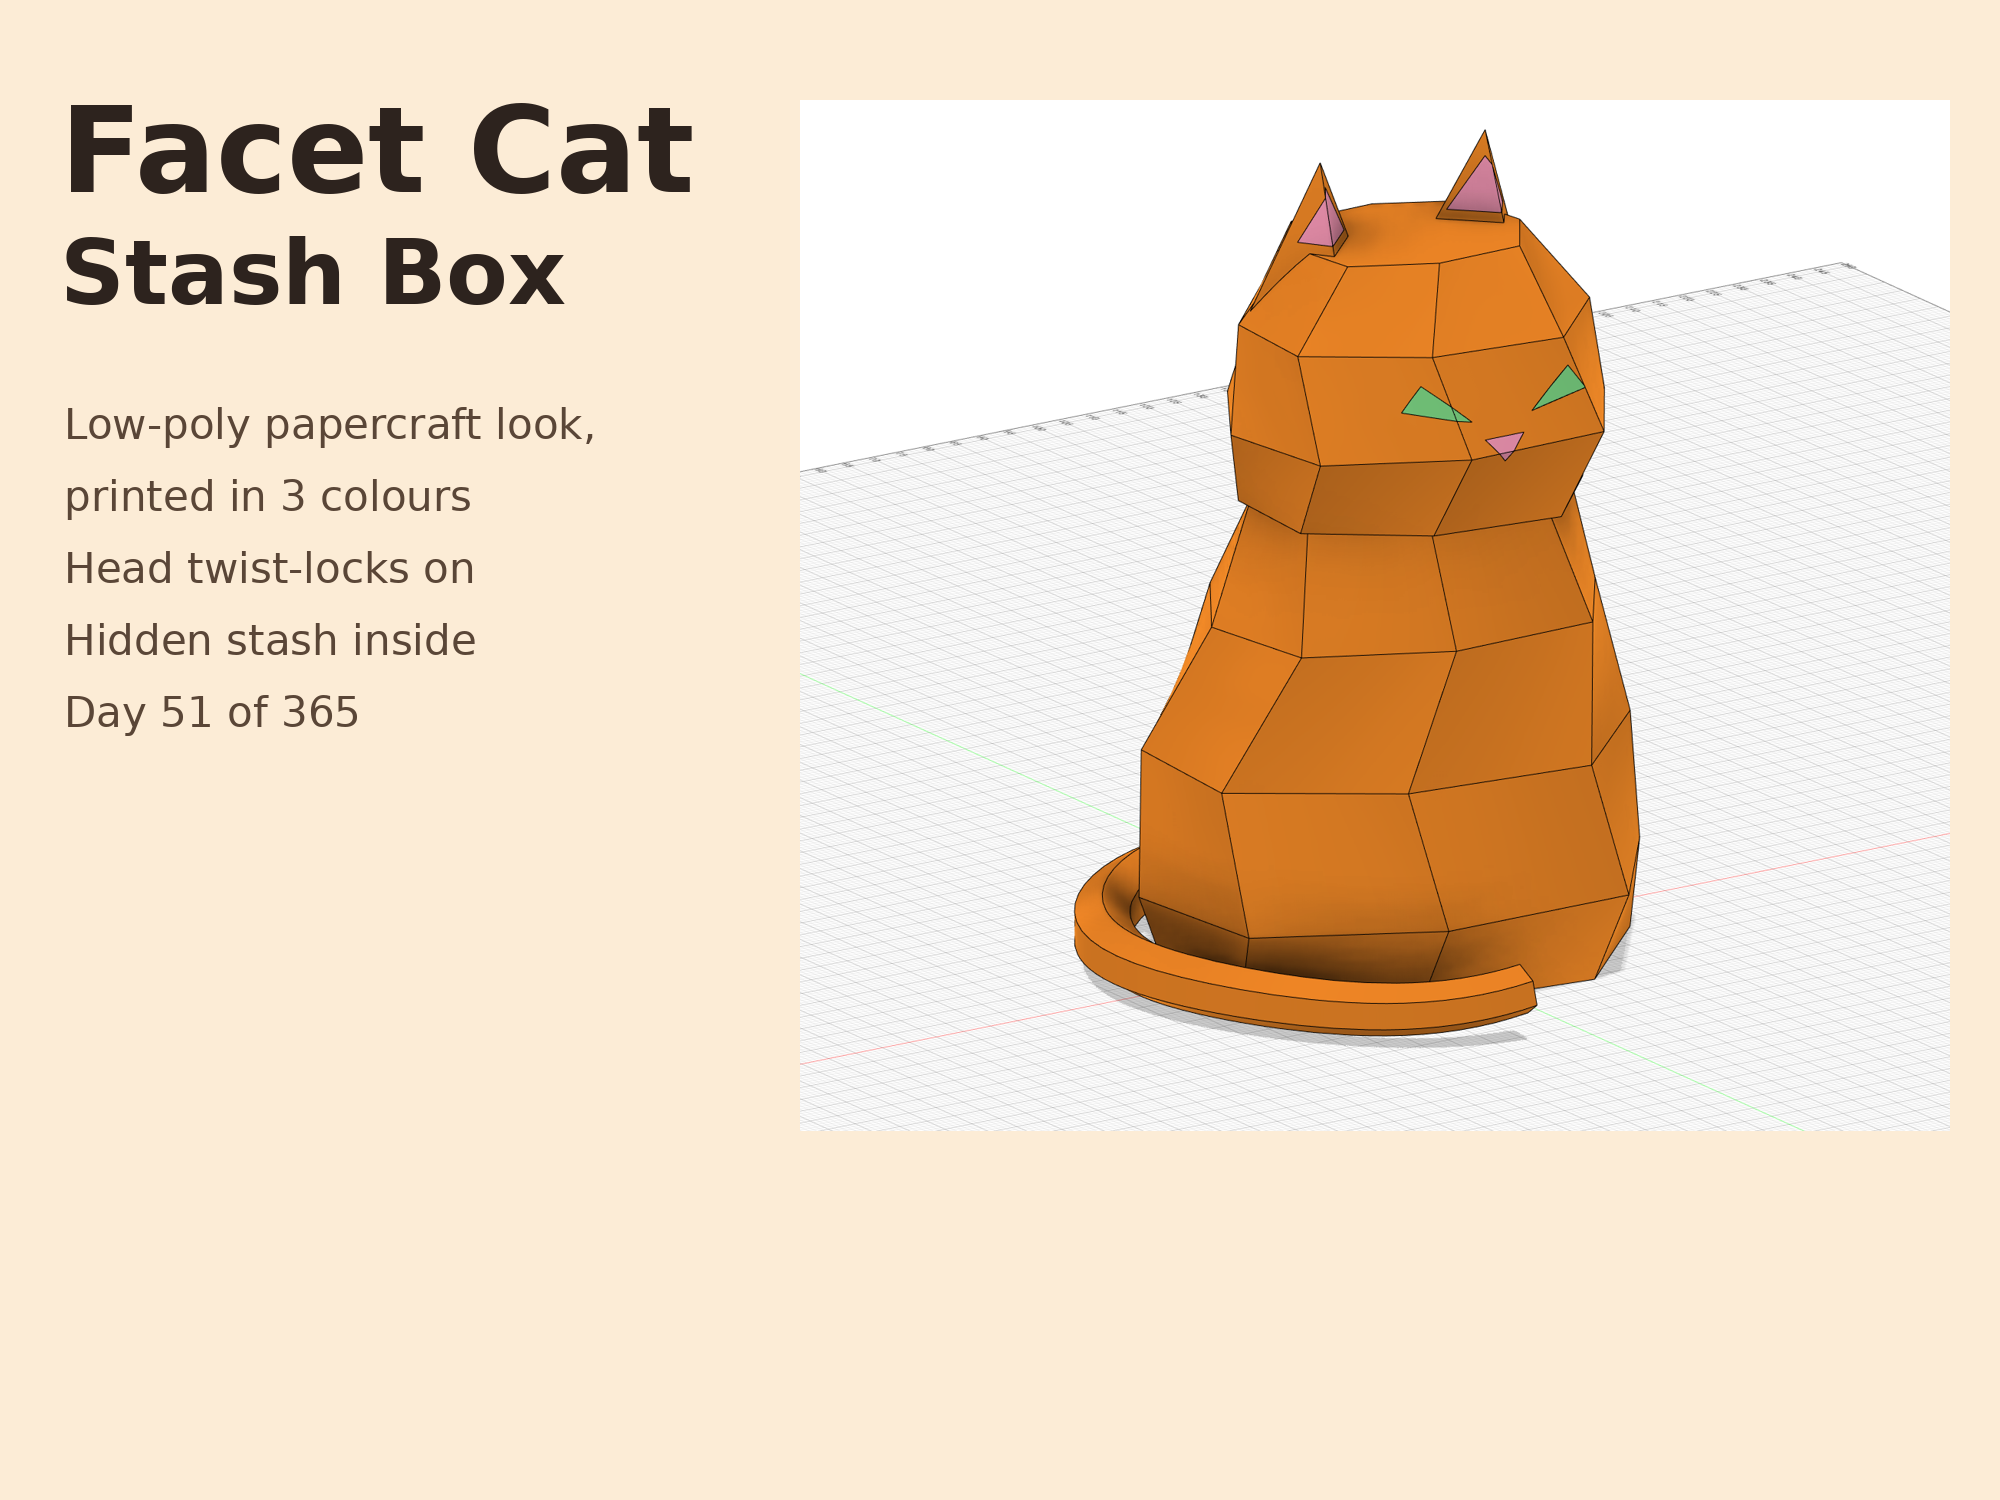 Facet Cat
Stash Box
Low-poly papercraft look,
printed in 3 colours
Head twist-locks on
Hidden stash inside
Day 51 of 365